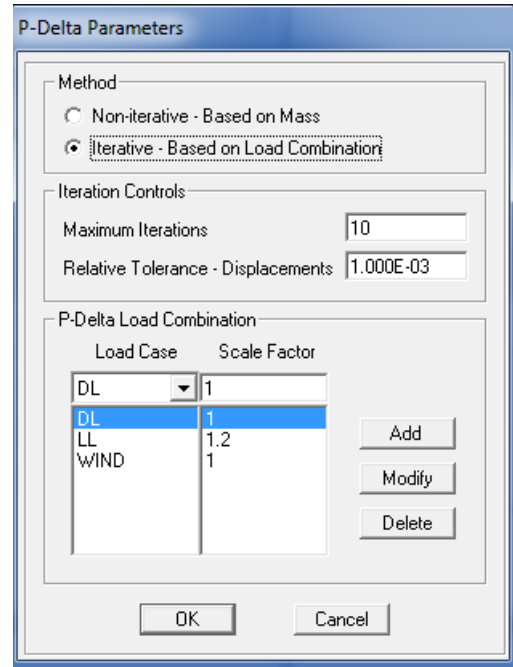 P-Delta Parameters
Method
Non-iterative - Based on Mass
Iterative - Based on Load Combination
Iteration Controls
Maximum Iterations 10
Relative Tolerance - Displacements 1.000E-03
P-Delta Load Combination
Load Case Scale Factor
DL 1
DL 1
LL 1.2
WIND 1
Add
Modify
Delete
OK Cancel